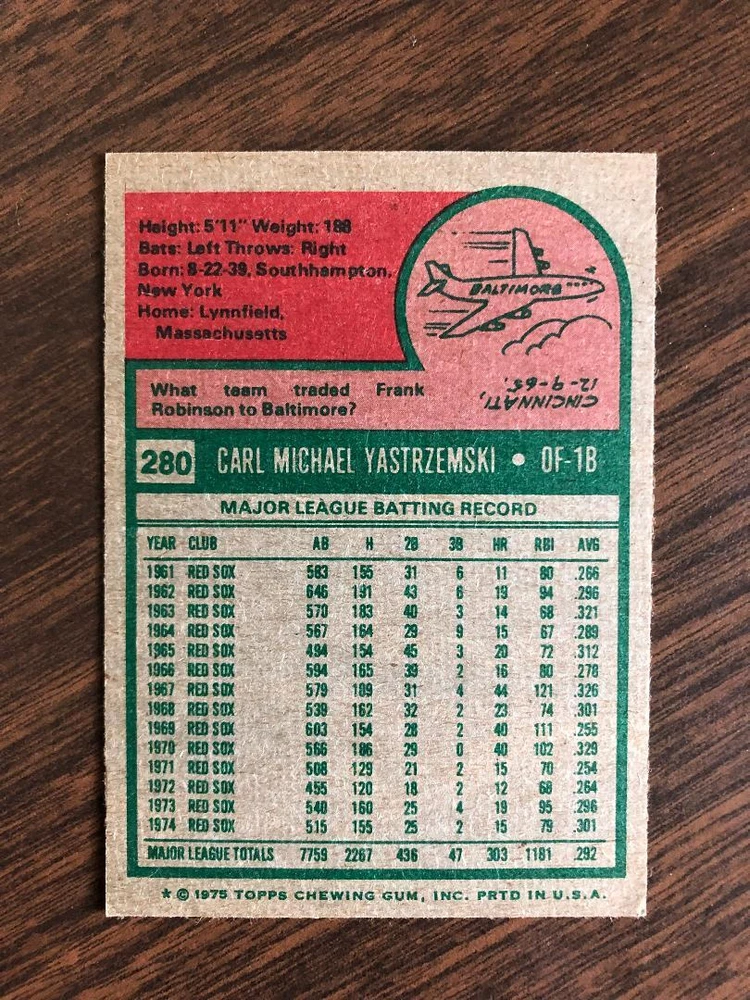 Height: 5'11" Weight: 188
Bats: Left Throws: Right
Born: 8-22-39, Southhampton,
New York
Home: Lynnfield,
Massachusetts
BALTIMORE
CINCINNATI,
12-9-65.
What team traded Frank
Robinson to Baltimore?
280 CARL MICHAEL YASTRZEMSKI • OF-1B
MAJOR LEAGUE BATTING RECORD
YEAR CLUB AB H 2B 3B HR RBI AVG
1961 RED SOX 583 155 31 6 11 80 .266
1962 RED SOX 646 191 43 6 19 94 .296
1963 RED SOX 570 183 40 3 14 68 .321
1964 RED SOX 567 164 29 9 15 67 .289
1965 RED SOX 494 154 45 3 20 72 .312
1966 RED SOX 594 165 39 2 16 80 .278
1967 RED SOX 579 189 31 4 44 121 .326
1968 RED SOX 539 162 32 2 23 74 .301
1969 RED SOX 603 154 28 2 40 111 .255
1970 RED SOX 566 186 29 0 40 102 .329
1971 RED SOX 508 129 21 2 15 70 .254
1972 RED SOX 455 120 18 2 12 68 .264
1973 RED SOX 540 160 25 4 19 95 .296
1974 RED SOX 515 155 25 2 15 79 .301
MAJOR LEAGUE TOTALS 7759 2267 436 47 303 1181 .292
★ © 1975 TOPPS CHEWING GUM, INC. PRTD IN U.S.A.